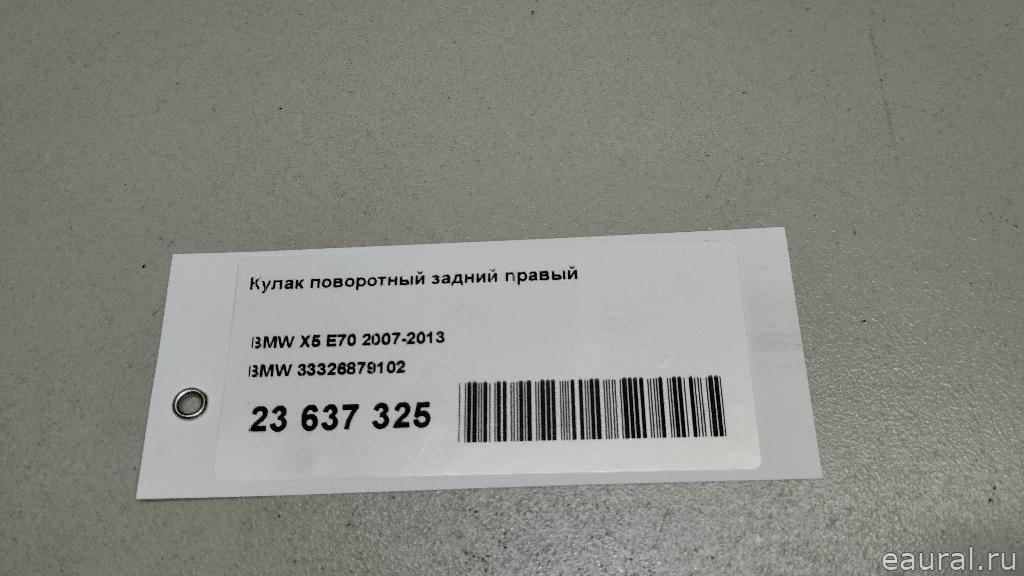 Кулак поворотный задний правый
BMW X5 E70 2007-2013
BMW 33326879102
23 637 325
eaural.ru